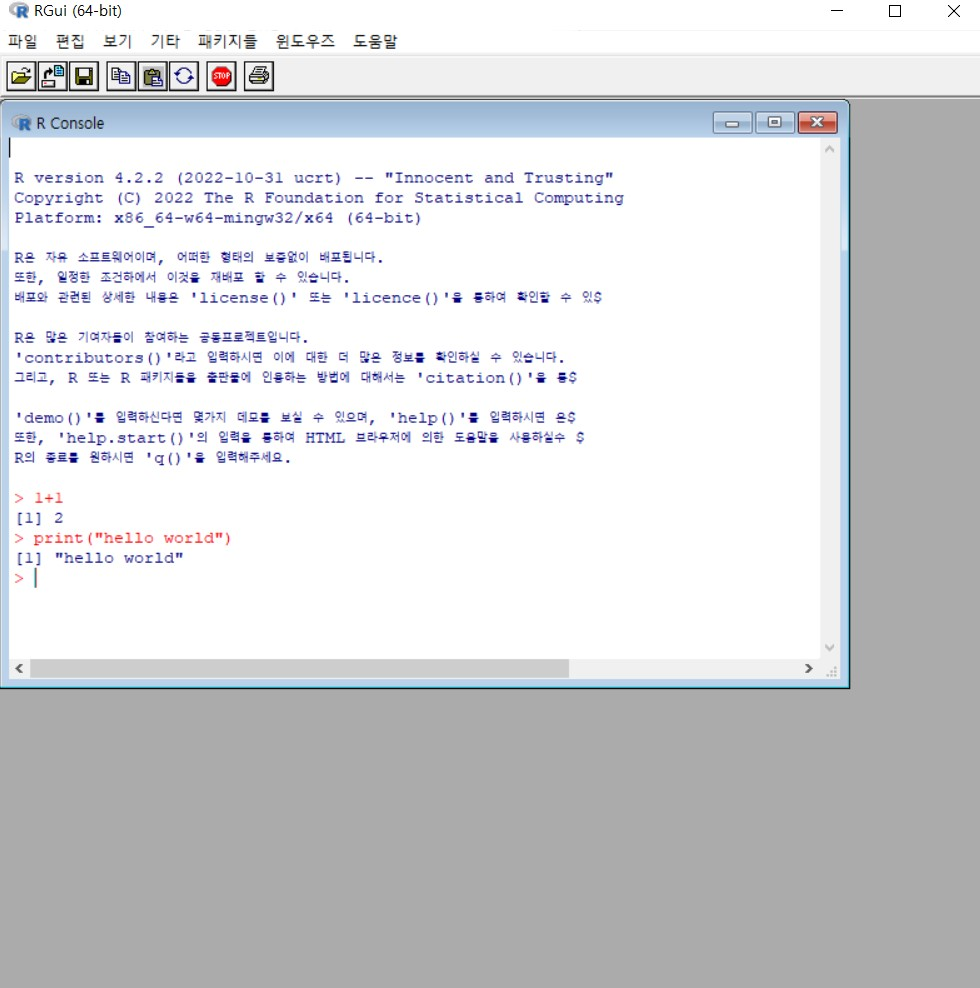 RGui (64-bit)
파일 편집 보기 기타 패키지들 윈도우즈 도움말
STOP
R Console
R version 4.2.2 (2022-10-31 ucrt) -- "Innocent and Trusting"
Copyright (C) 2022 The R Foundation for Statistical Computing
Platform: x86_64-w64-mingw32/x64 (64-bit)
R은 자유 소프트웨어이며, 어떠한 형태의 보증없이 배포됩니다.
또한, 일정한 조건하에서 이것을 재배포 할 수 있습니다.
배포와 관련된 상세한 내용은 'license()' 또는 'licence()'을 통하여 확인할 수 있$
R은 많은 기여자들이 참여하는 공동프로젝트입니다.
'contributors()'라고 입력하시면 이에 대한 더 많은 정보를 확인하실 수 있습니다.
그리고, R 또는 R 패키지들을 출판물에 인용하는 방법에 대해서는 'citation()'을 통$
'demo()'를 입력하신다면 몇가지 데모를 보실 수 있으며, 'help()'를 입력하시면 온$
또한, 'help.start()'의 입력을 통하여 HTML 브라우저에 의한 도움말을 사용하실수 $
R의 종료를 원하시면 'q()'을 입력해주세요.
> 1+1
[1] 2
> print("hello world")
[1] "hello world"
>